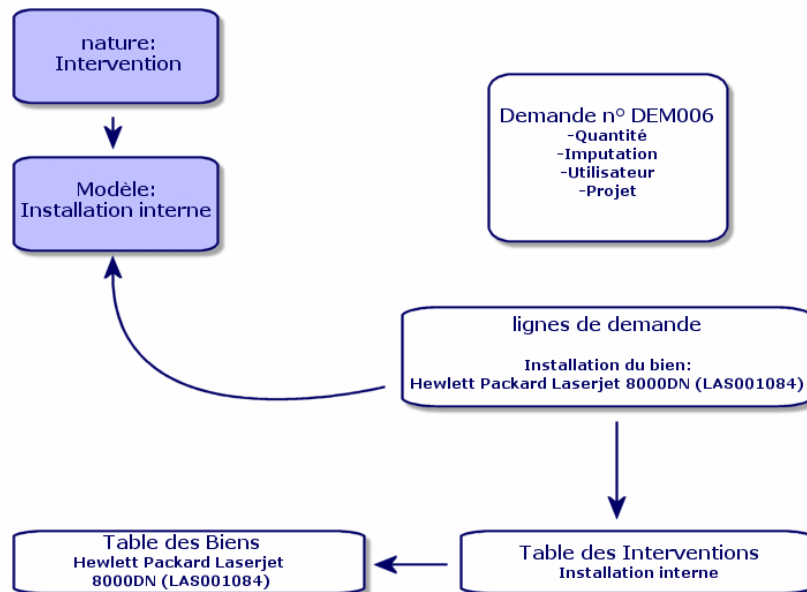 nature:
Intervention
Modèle:
Installation interne
Demande n° DEM006
-Quantité
-Imputation
-Utilisateur
-Projet
lignes de demande
Installation du bien:
Hewlett Packard Laserjet 8000DN (LAS001084)
Table des Biens
Hewlett Packard Laserjet
8000DN (LAS001084)
Table des Interventions
Installation interne